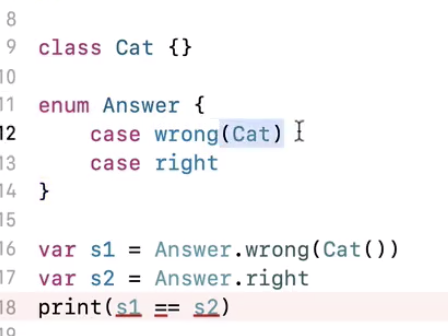 8
9 class Cat {}
10
11 enum Answer {
12     case wrong(Cat)
13     case right
14 }
15
16 var s1 = Answer.wrong(Cat())
17 var s2 = Answer.right
18 print(s1 == s2)